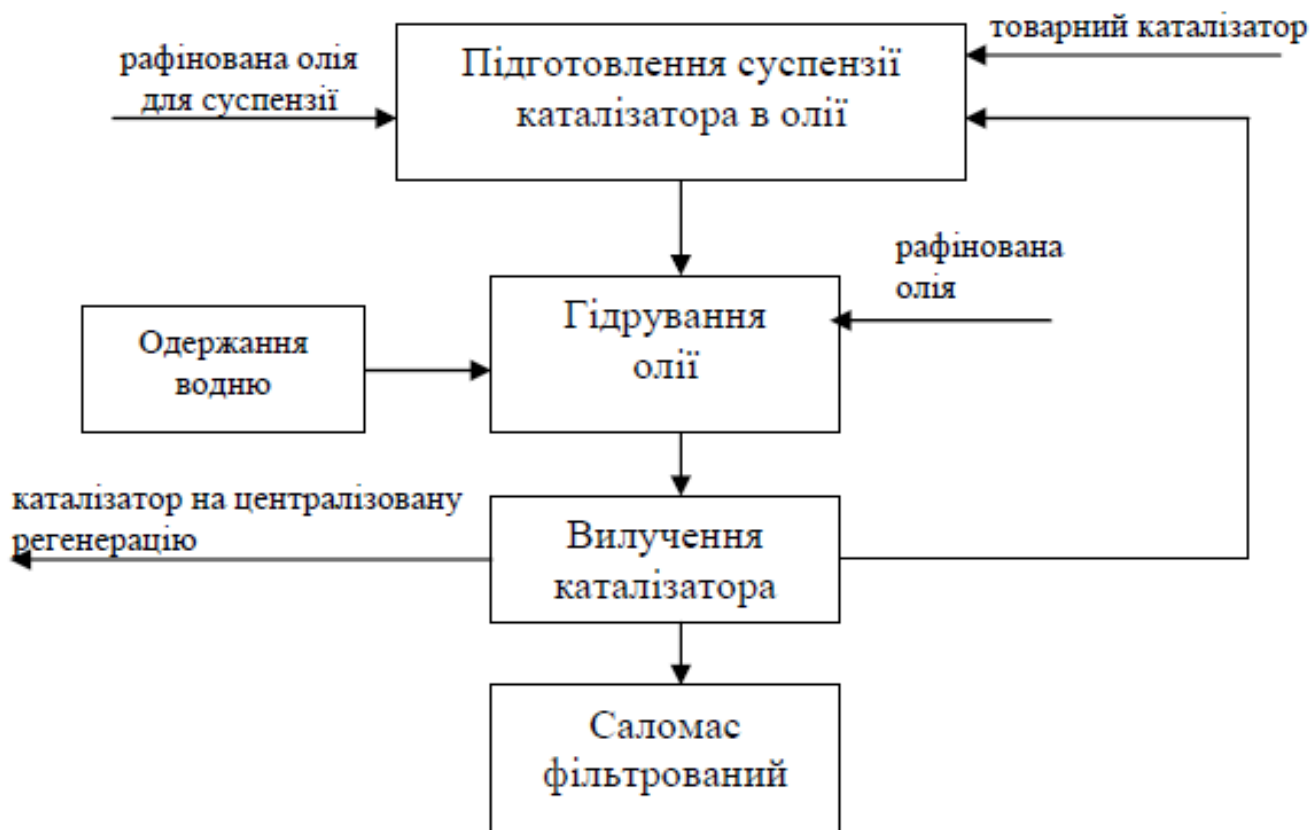 товарний каталізатор
рафінована олія
для суспензії
Підготовлення суспензії
каталізатора в олії
рафінована
олія
Гідрування
олії
Одержання
водню
каталізатор на централізовану
регенерацію
Вилучення
каталізатора
Саломас
фільтрований